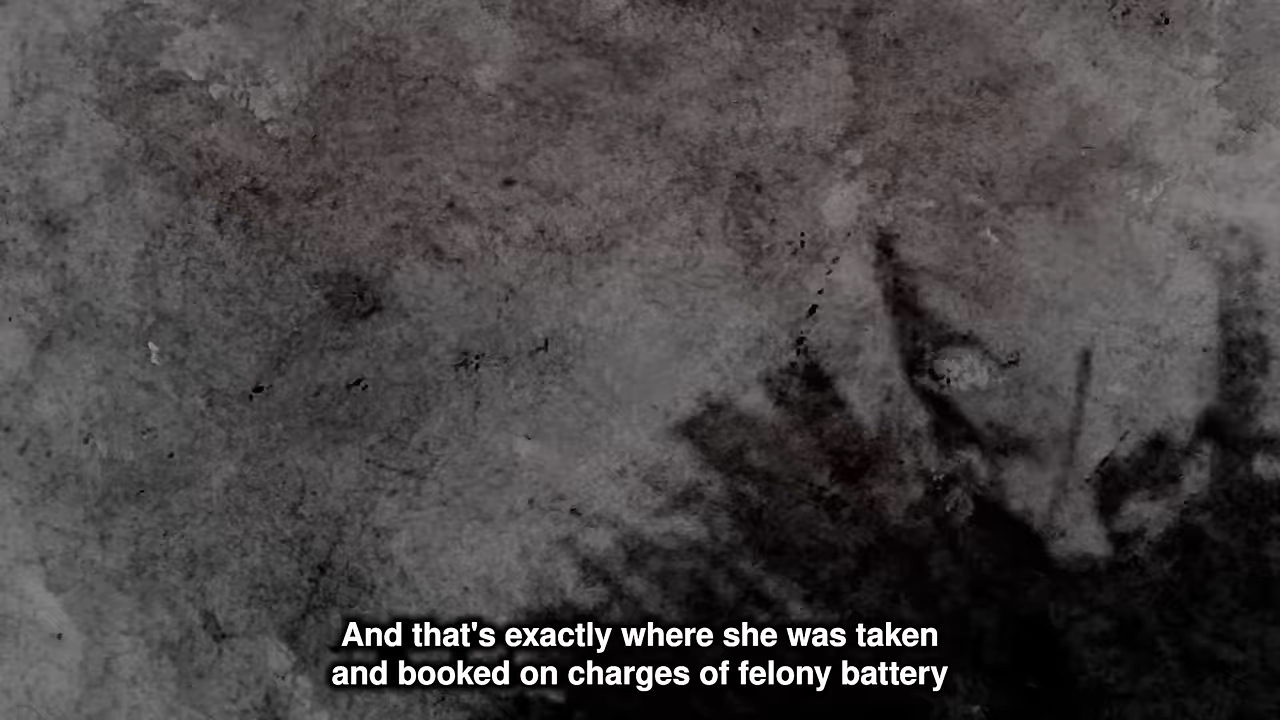 And that's exactly where she was taken
and booked on charges of felony battery